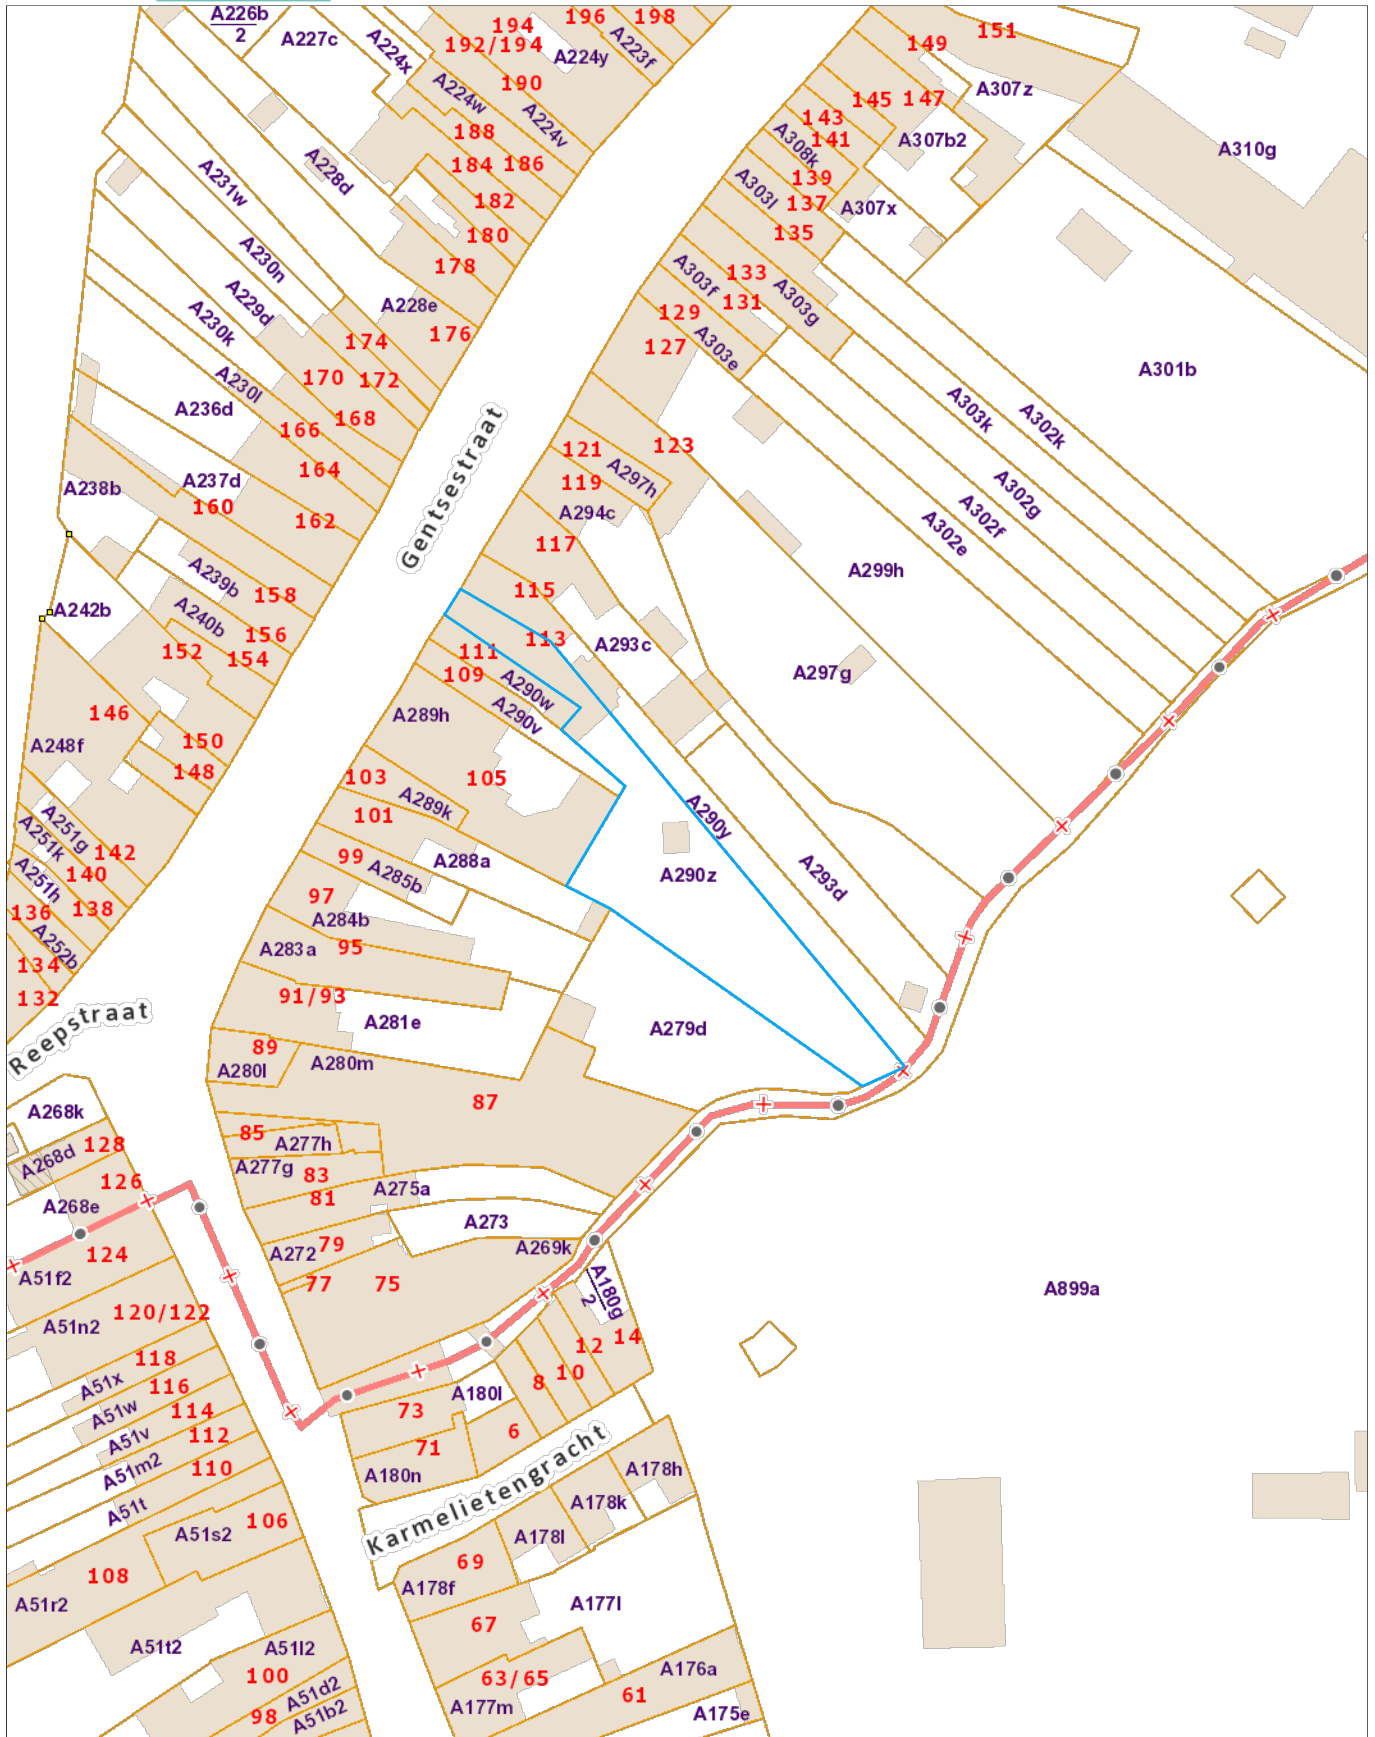 A226b
2
A227c
A224x
194
196
198
192/194
A224y
A223f
190
A224w
A224v
188
184
186
182
180
178
A228d
A231w
A230n
A229d
A230k
A228e
176
174
170
172
A230l
A236d
168
166
164
A238b
A237d
160
162
A239b
158
A242b
A240b
156
152
154
146
A248f
150
148
A251g
A251k
142
140
A251h
138
136
A252b
134
132
Gentsestraat
Reepstraat
151
149
A307z
145
147
143
141
A307b2
A308k
A310g
139
A303l
137
A307x
135
133
A303f
131
A303g
129
A303e
127
A301b
A303k
A302k
A302g
A302f
A302e
123
121
A297h
119
A294c
117
A299h
115
113
A293c
111
A290w
109
A290v
A297g
A289h
105
103
A289k
101
A290y
99
A285b
A288a
A290z
A293d
97
A284b
A283a
95
91/93
A281e
A279d
89
A280l
A280m
87
85
A277h
A277g
83
81
A275a
A273
A272
79
A269k
77
75
A268k
A268d
128
126
A268e
124
A51f2
A51n2
120/122
118
A51x
116
A51w
114
A51v
112
A51m2
110
A51t
A51s2
106
108
A51r2
A51t2
A51l2
100
A51d2
98
A51b2
A180g
2
14
12
10
8
A180l
73
6
71
A180n
Karmelietengracht
A178h
A178k
A178l
69
A178f
67
A177l
63/65
A176a
61
A177m
A175e
A899a